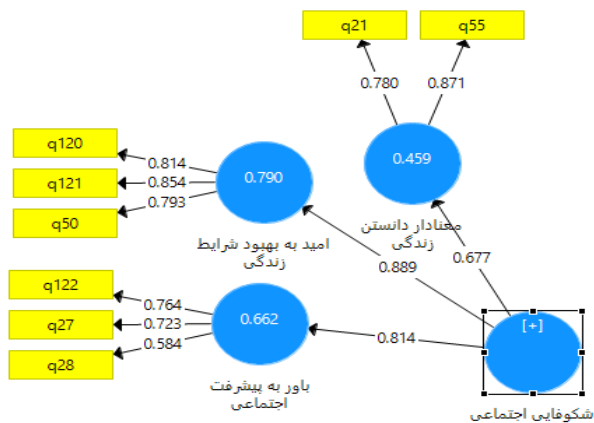 q21
q55
0.780
0.871
q120
q121
q50
0.814
0.854
0.793
0.790
0.459
امید به بهبود شرایط
زندگی
معنادار دانستن
زندگی
0.889
0.677
q122
q27
q28
0.764
0.723
0.584
0.662
0.814
[+]
باور به پیشرفت
اجتماعی
شکوفایی اجتماعی